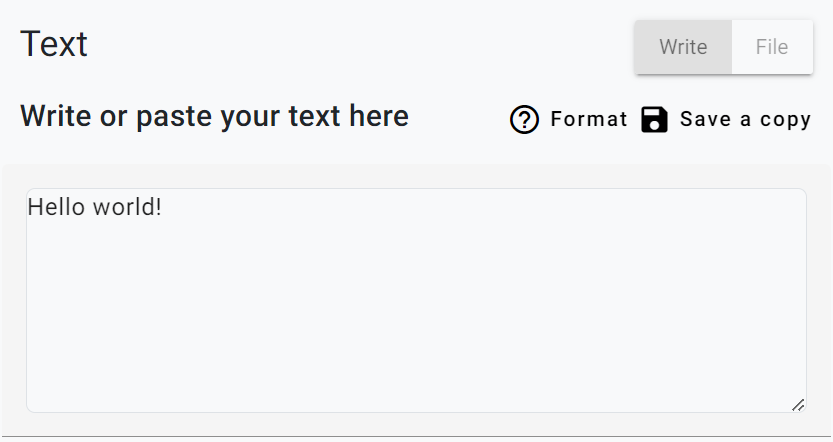 Text
Write File
Write or paste your text here
Format Save a copy
Hello world!